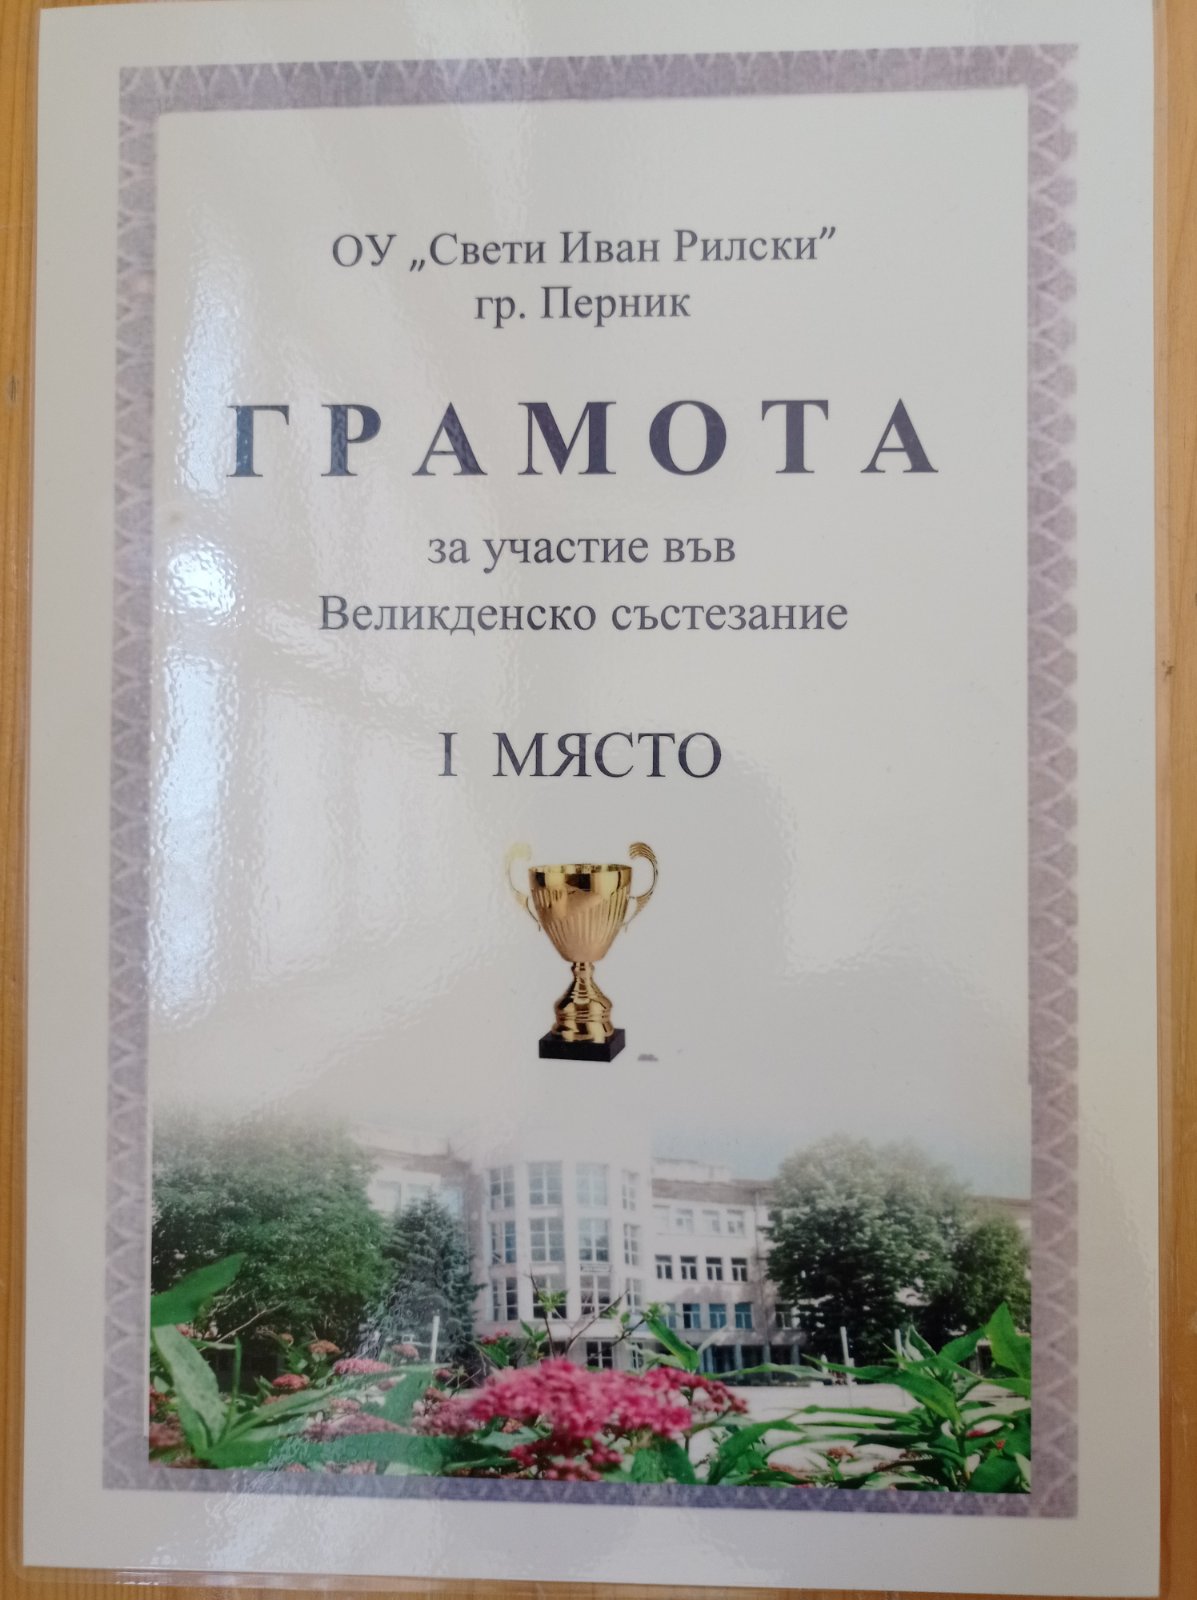 ОУ „Свети Иван Рилски”
гр. Перник
ГРАМОТА
за участие във
Великденско състезание
I МЯСТО